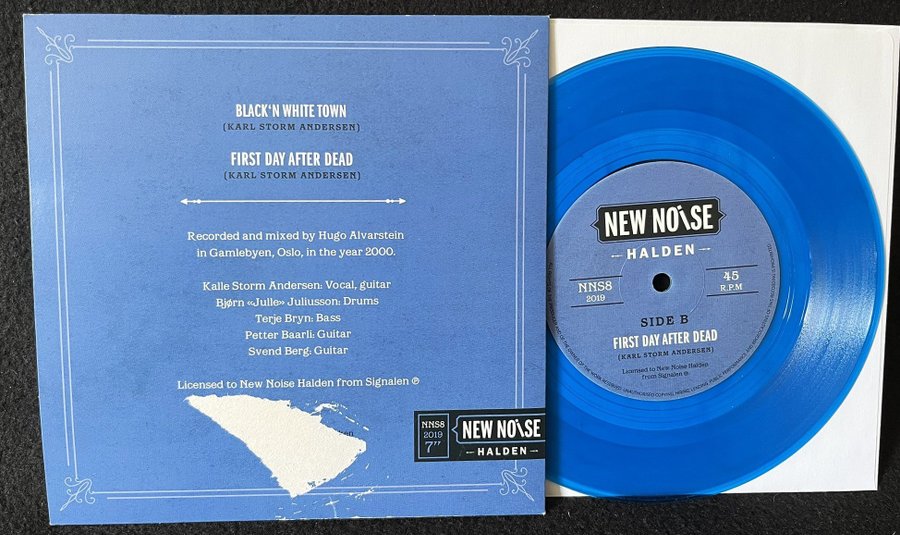 BLACK‘N WHITE TOWN
(KARL STORM ANDERSEN)
FIRST DAY AFTER DEAD
(KARL STORM ANDERSEN)
Recorded and mixed by Hugo Alvarstein
in Gamlebyen, Oslo, in the year 2000.
Kalle Storm Andersen: Vocal, guitar
Bjørn «Julle» Juliusson: Drums
Terje Bryn: Bass
Petter Baarli: Guitar
Svend Berg: Guitar
Licensed to New Noise Halden from Signalen ℗
NNS8
2019
7"
NEW NOISE
HALDEN
NEW NOISE
HALDEN
NNS8
2019
45
R.P.M
SIDE B
FIRST DAY AFTER DEAD
(KARL STORM ANDERSEN)
Licensed to New Noise Halden
from Signalen ℗